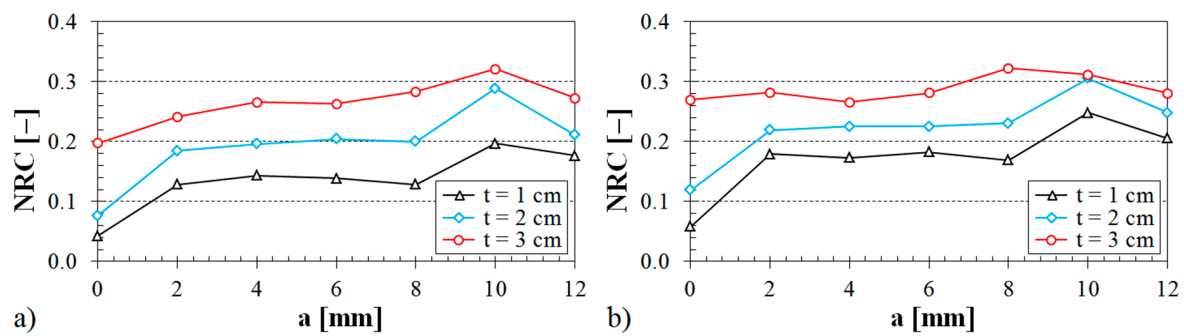 0.4
0.3
0.2
0.1
0.0
NRC [–]
0 2 4 6 8 10 12
a [mm]
t = 1 cm
t = 2 cm
t = 3 cm
a)
0.4
0.3
0.2
0.1
0.0
NRC [–]
0 2 4 6 8 10 12
a [mm]
t = 1 cm
t = 2 cm
t = 3 cm
b)